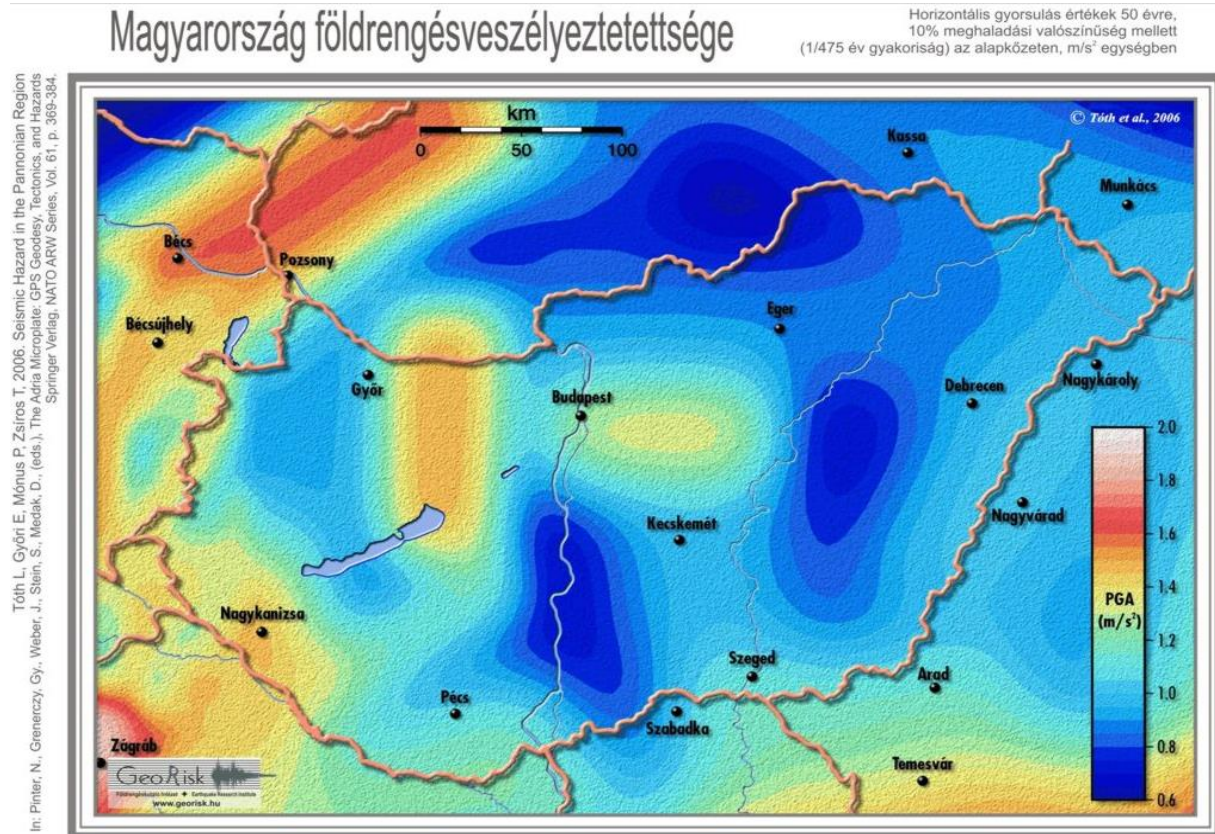 Magyarország földrengésveszélyeztetettsége
Horizontális gyorsulás értékek 50 évre,
10% meghaladási valószínűség mellett
(1/475 év gyakoriság) az alapkőzeten, m/s² egységben
Tóth L, Győri E, Mónus P, Zsíros T, 2006. Seismic Hazard in the Pannonian Region
In: Pinter, N., Grenerczy, Gy., Weber, J., Stein, S., Medak, D., (eds.), The Adria Microplate: GPS Geodesy, Tectonics, and Hazards
Springer Verlag, NATO ARW Series, Vol. 61, p. 369-384.
km
0 50 100
© Tóth et al., 2006
Kassa
Munkács
Bécs
Pozsony
Bécsújhely
Eger
Győr
Nagykároly
Debrecen
Budapest
Nagyvárad
Kecskemét
Nagykanizsa
Szeged
Arad
Pécs
Szabadka
Zágráb
Temesvár
2.0
1.8
1.6
1.4
PGA
(m/s²)
1.2
1.0
0.8
0.6
GeoRisk
Földrengéskutató Intézet Earthquake Research Institute
www.georisk.hu